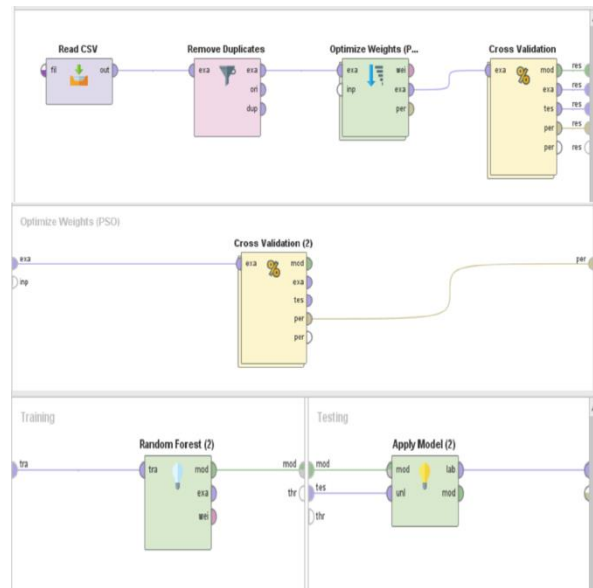 Read CSV
Remove Duplicates
Optimize Weights (P...
Cross Validation
fil out
exa exa
ori
dup
exa wei
inp exa
per
exa mod
exa
tes
per
per
res
res
res
res
res
Optimize Weights (PSO)
Cross Validation (2)
exa
inp
exa mod
exa
tes
per
per
per
Training
Testing
Random Forest (2)
Apply Model (2)
tra
tra mod
exa
wei
mod
thr
mod
tes
thr
mod lab
unl mod